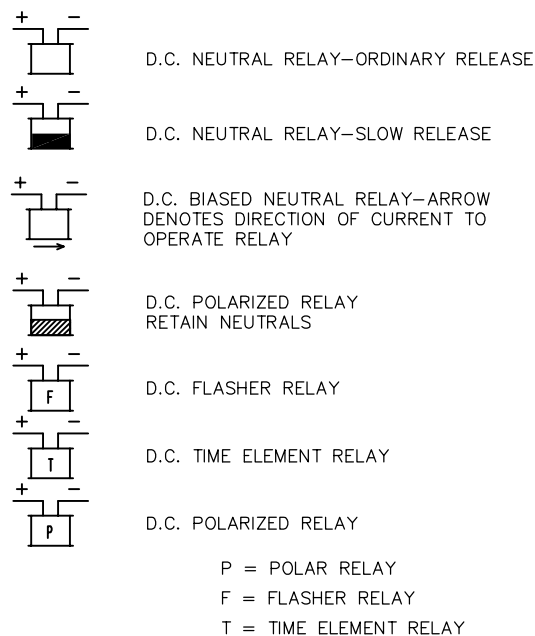 + −
D.C. NEUTRAL RELAY–ORDINARY RELEASE
+ −
D.C. NEUTRAL RELAY–SLOW RELEASE
+ −
D.C. BIASED NEUTRAL RELAY–ARROW
DENOTES DIRECTION OF CURRENT TO
OPERATE RELAY
+ −
D.C. POLARIZED RELAY
RETAIN NEUTRALS
+ −
F D.C. FLASHER RELAY
+ −
T D.C. TIME ELEMENT RELAY
+ −
P D.C. POLARIZED RELAY
P = POLAR RELAY
F = FLASHER RELAY
T = TIME ELEMENT RELAY